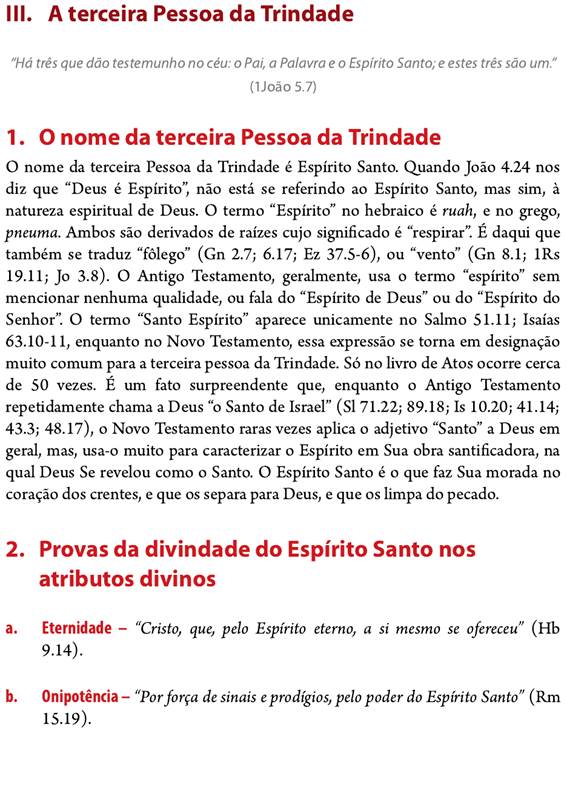 III. A terceira Pessoa da Trindade
“Há três que dão testemunho no céu: o Pai, a Palavra e o Espírito Santo; e estes três são um.”
(1João 5.7)
1. O nome da terceira Pessoa da Trindade
O nome da terceira Pessoa da Trindade é Espírito Santo. Quando João 4.24 nos
diz que “Deus é Espírito”, não está se referindo ao Espírito Santo, mas sim, à
natureza espiritual de Deus. O termo “Espírito” no hebraico é ruah, e no grego,
pneuma. Ambos são derivados de raízes cujo significado é “respirar”. É daqui que
também se traduz “fôlego” (Gn 2.7; 6.17; Ez 37.5-6), ou “vento” (Gn 8.1; 1Rs
19.11; Jo 3.8). O Antigo Testamento, geralmente, usa o termo “espírito” sem
mencionar nenhuma qualidade, ou fala do “Espírito de Deus” ou do “Espírito do
Senhor”. O termo “Santo Espírito” aparece unicamente no Salmo 51.11; Isaías
63.10-11, enquanto no Novo Testamento, essa expressão se torna em designação
muito comum para a terceira pessoa da Trindade. Só no livro de Atos ocorre cerca
de 50 vezes. É um fato surpreendente que, enquanto o Antigo Testamento
repetidamente chama a Deus “o Santo de Israel” (Sl 71.22; 89.18; Is 10.20; 41.14;
43.3; 48.17), o Novo Testamento raras vezes aplica o adjetivo “Santo” a Deus em
geral, mas, usa-o muito para caracterizar o Espírito em Sua obra santificadora, na
qual Deus Se revelou como o Santo. O Espírito Santo é o que faz Sua morada no
coração dos crentes, e que os separa para Deus, e que os limpa do pecado.
2. Provas da divindade do Espírito Santo nos
atributos divinos
a. Eternidade – “Cristo, que, pelo Espírito eterno, a si mesmo se ofereceu” (Hb
9.14).
b. Onipotência – “Por força de sinais e prodígios, pelo poder do Espírito Santo” (Rm
15.19).